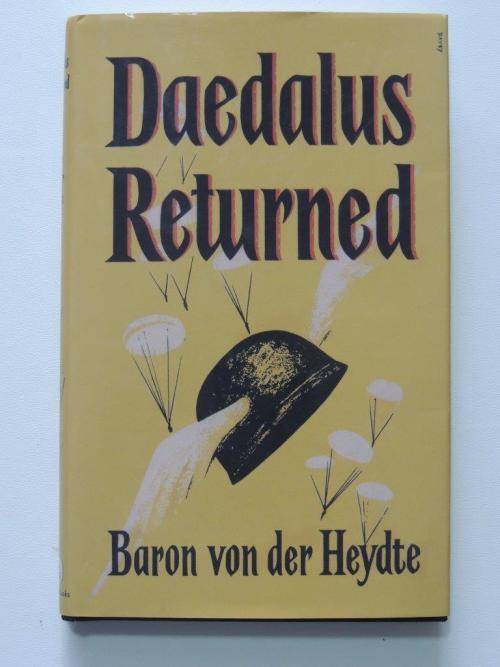 Daedalus
Returned
Baron von der Heydte